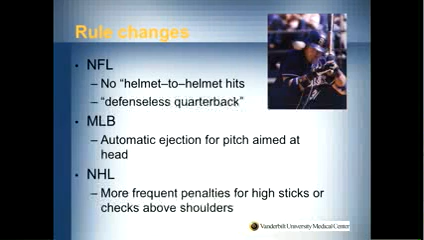 Rule changes
• NFL
– No “helmet–to–helmet hits
– “defenseless quarterback”
• MLB
– Automatic ejection for pitch aimed at
head
• NHL
– More frequent penalties for high sticks or
checks above shoulders
Vanderbilt University Medical Center